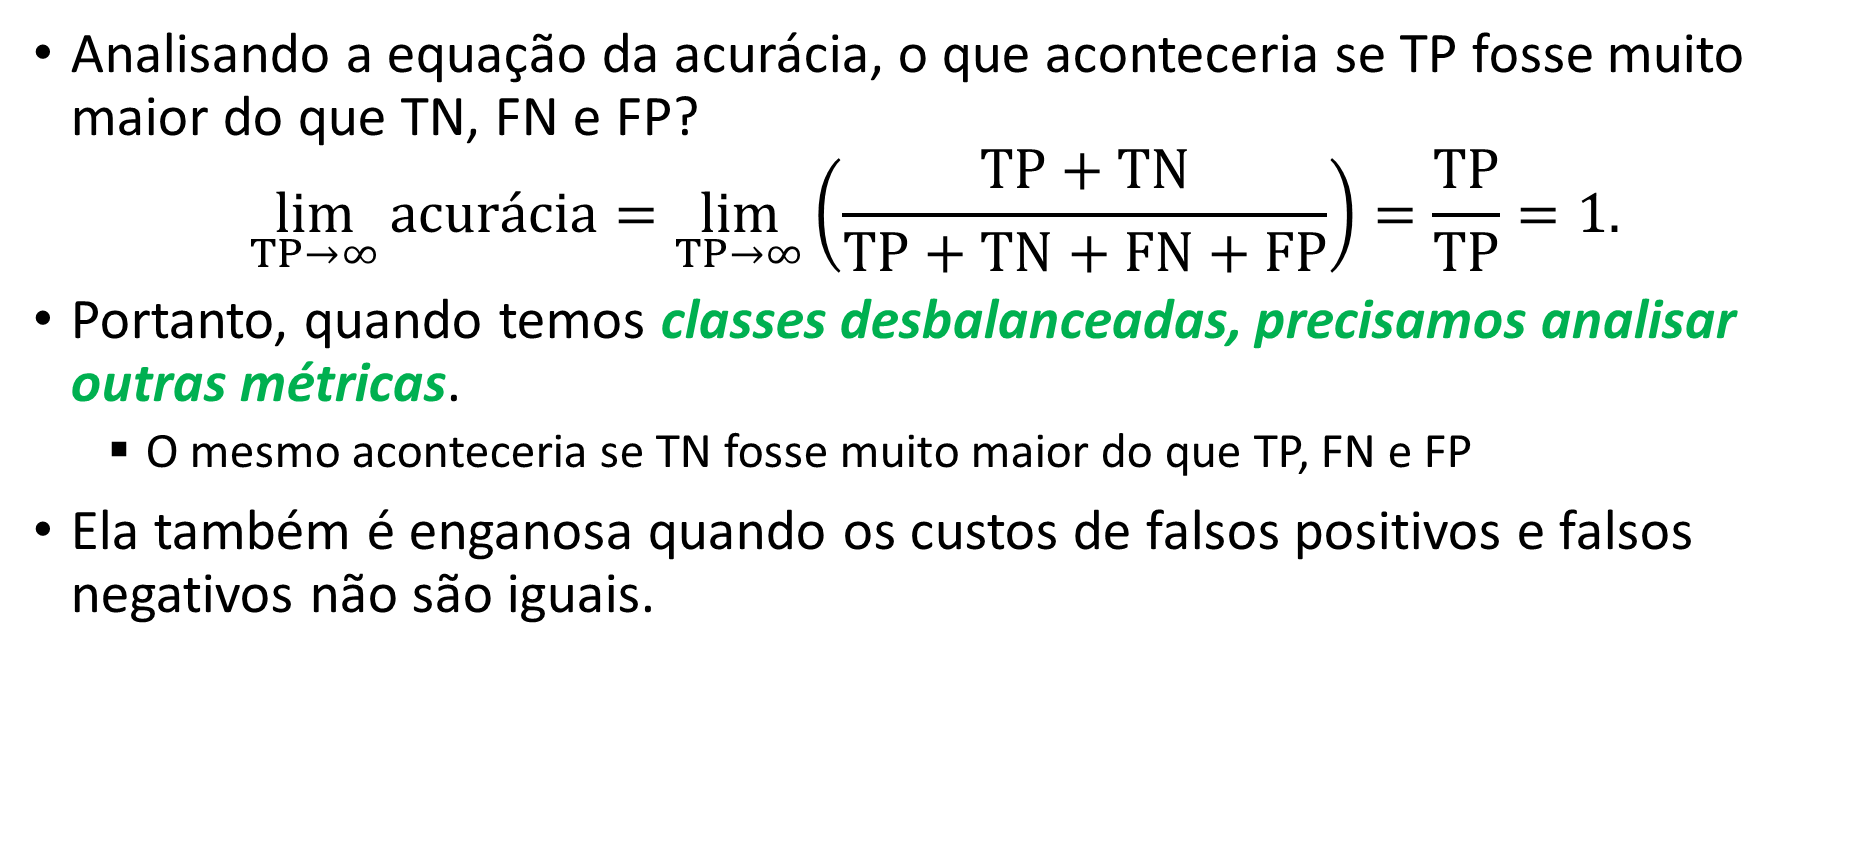 • Analisando a equação da acurácia, o que aconteceria se TP fosse muito
maior do que TN, FN e FP?
lim TP→∞ acurácia = lim TP→∞ ((TP + TN)/(TP + TN + FN + FP)) = TP/TP = 1.
• Portanto, quando temos classes desbalanceadas, precisamos analisar
outras métricas.
▪ O mesmo aconteceria se TN fosse muito maior do que TP, FN e FP
• Ela também é enganosa quando os custos de falsos positivos e falsos
negativos não são iguais.